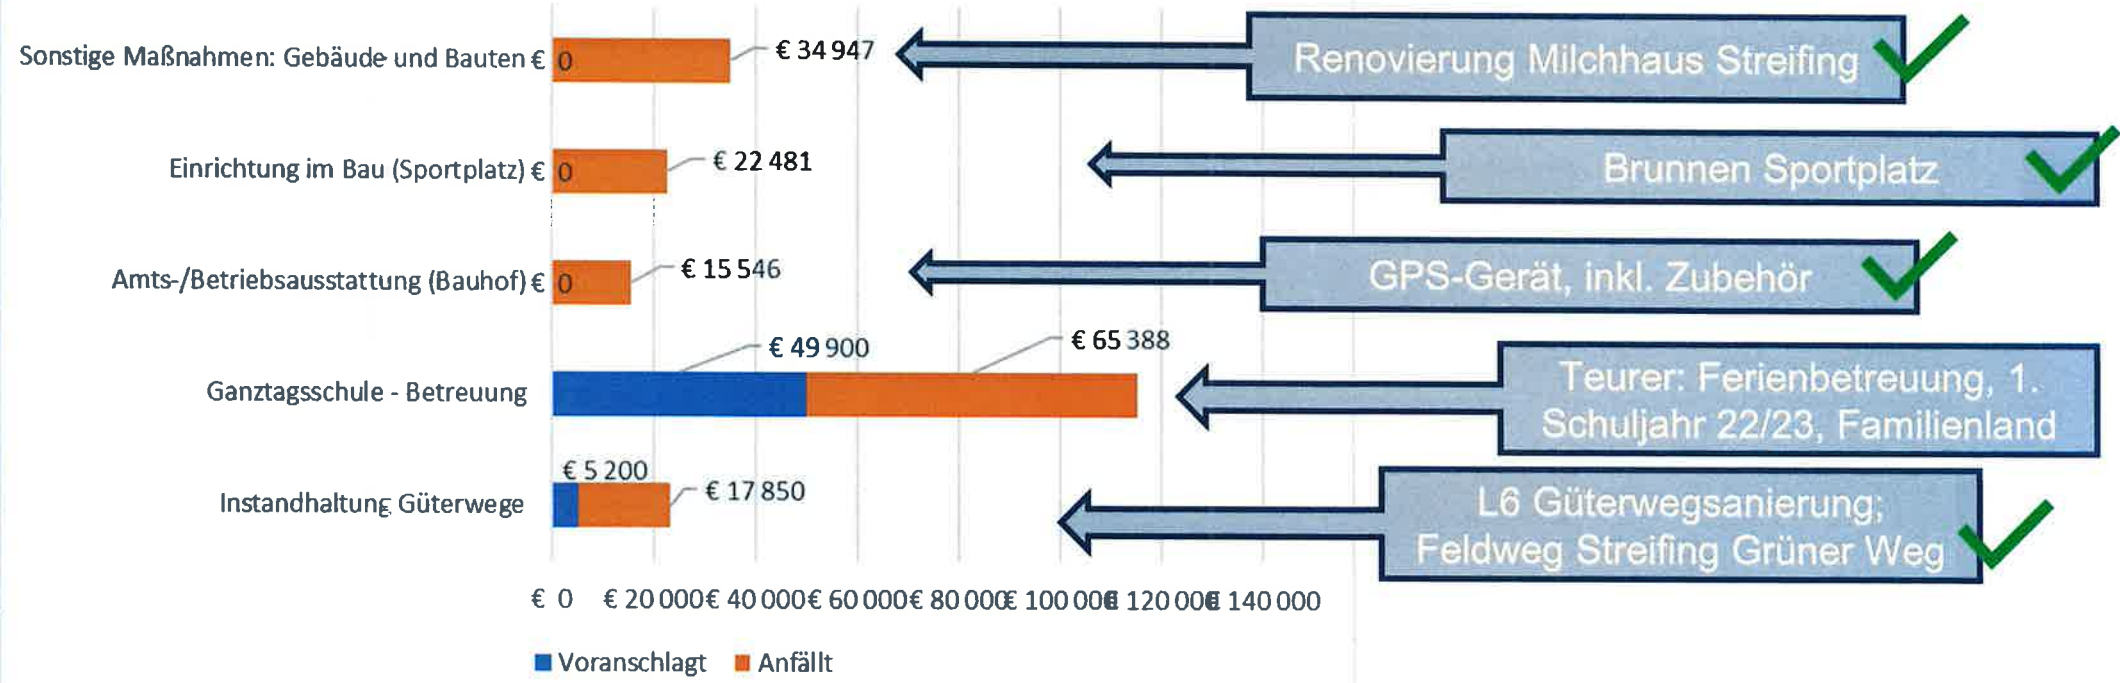 Sonstige Maßnahmen: Gebäude und Bauten € 0 € 34 947 Renovierung Milchhaus Streifing
Einrichtung im Bau (Sportplatz) € 0 € 22 481 Brunnen Sportplatz
Amts-/Betriebsausstattung (Bauhof) € 0 € 15 546 GPS-Gerät, inkl. Zubehör
€ 49 900 € 65 388
Ganztagsschule - Betreuung
Teurer: Ferienbetreuung, 1.
Schuljahr 22/23, Familienland
€ 5 200
Instandhaltung Güterwege € 17 850
L6 Güterwegsanierung;
Feldweg Streifing Grüner Weg
€ 0 € 20 000 € 40 000 € 60 000 € 80 000 € 100 000 € 120 000 € 140 000
Voranschlagt Anfällt